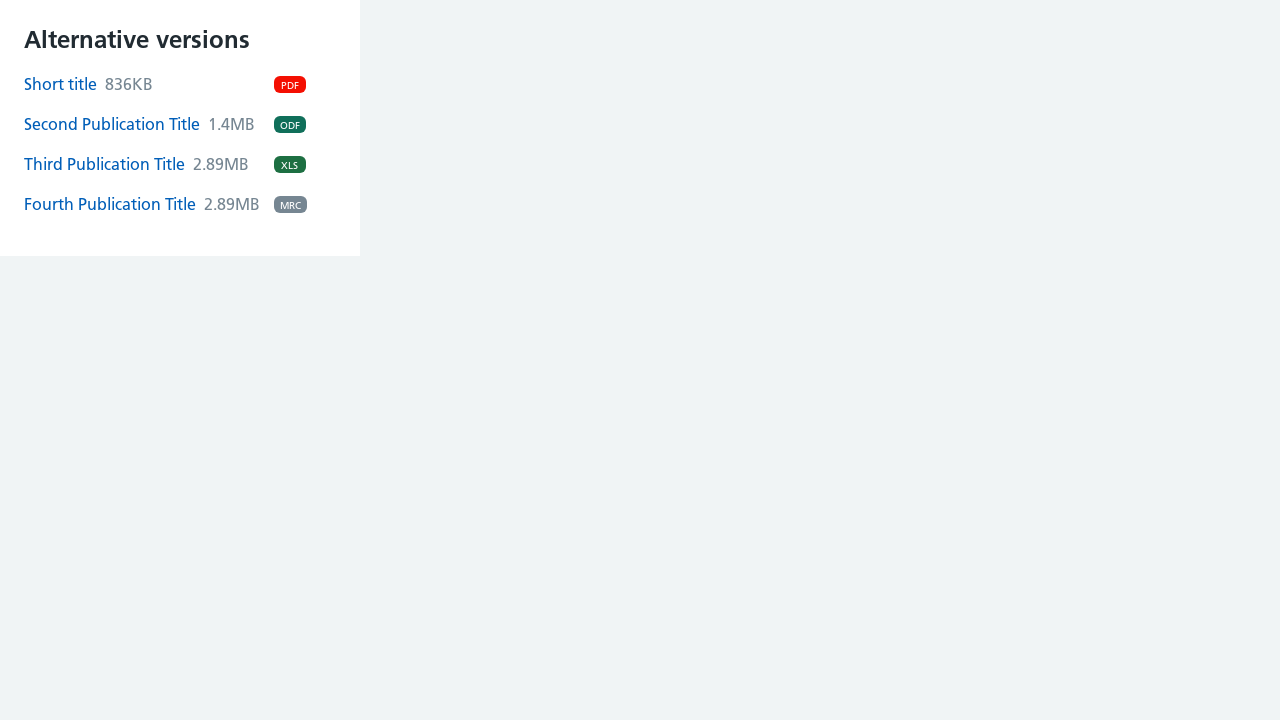 Alternative versions
Short title 836KB PDF
Second Publication Title 1.4MB ODF
Third Publication Title 2.89MB XLS
Fourth Publication Title 2.89MB MRC